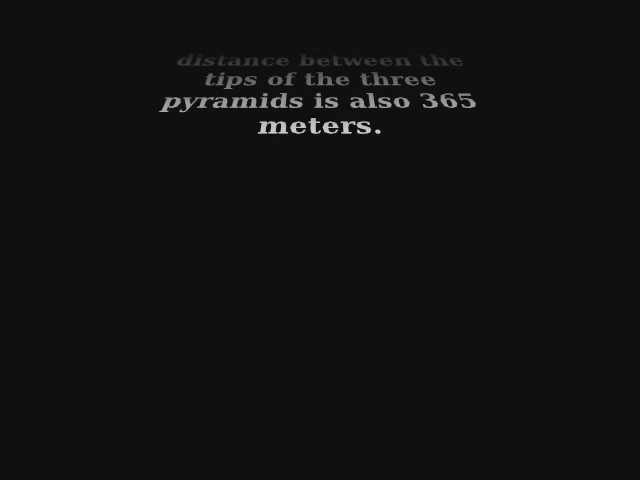 distance between the
tips of the three
pyramids is also 365
meters.